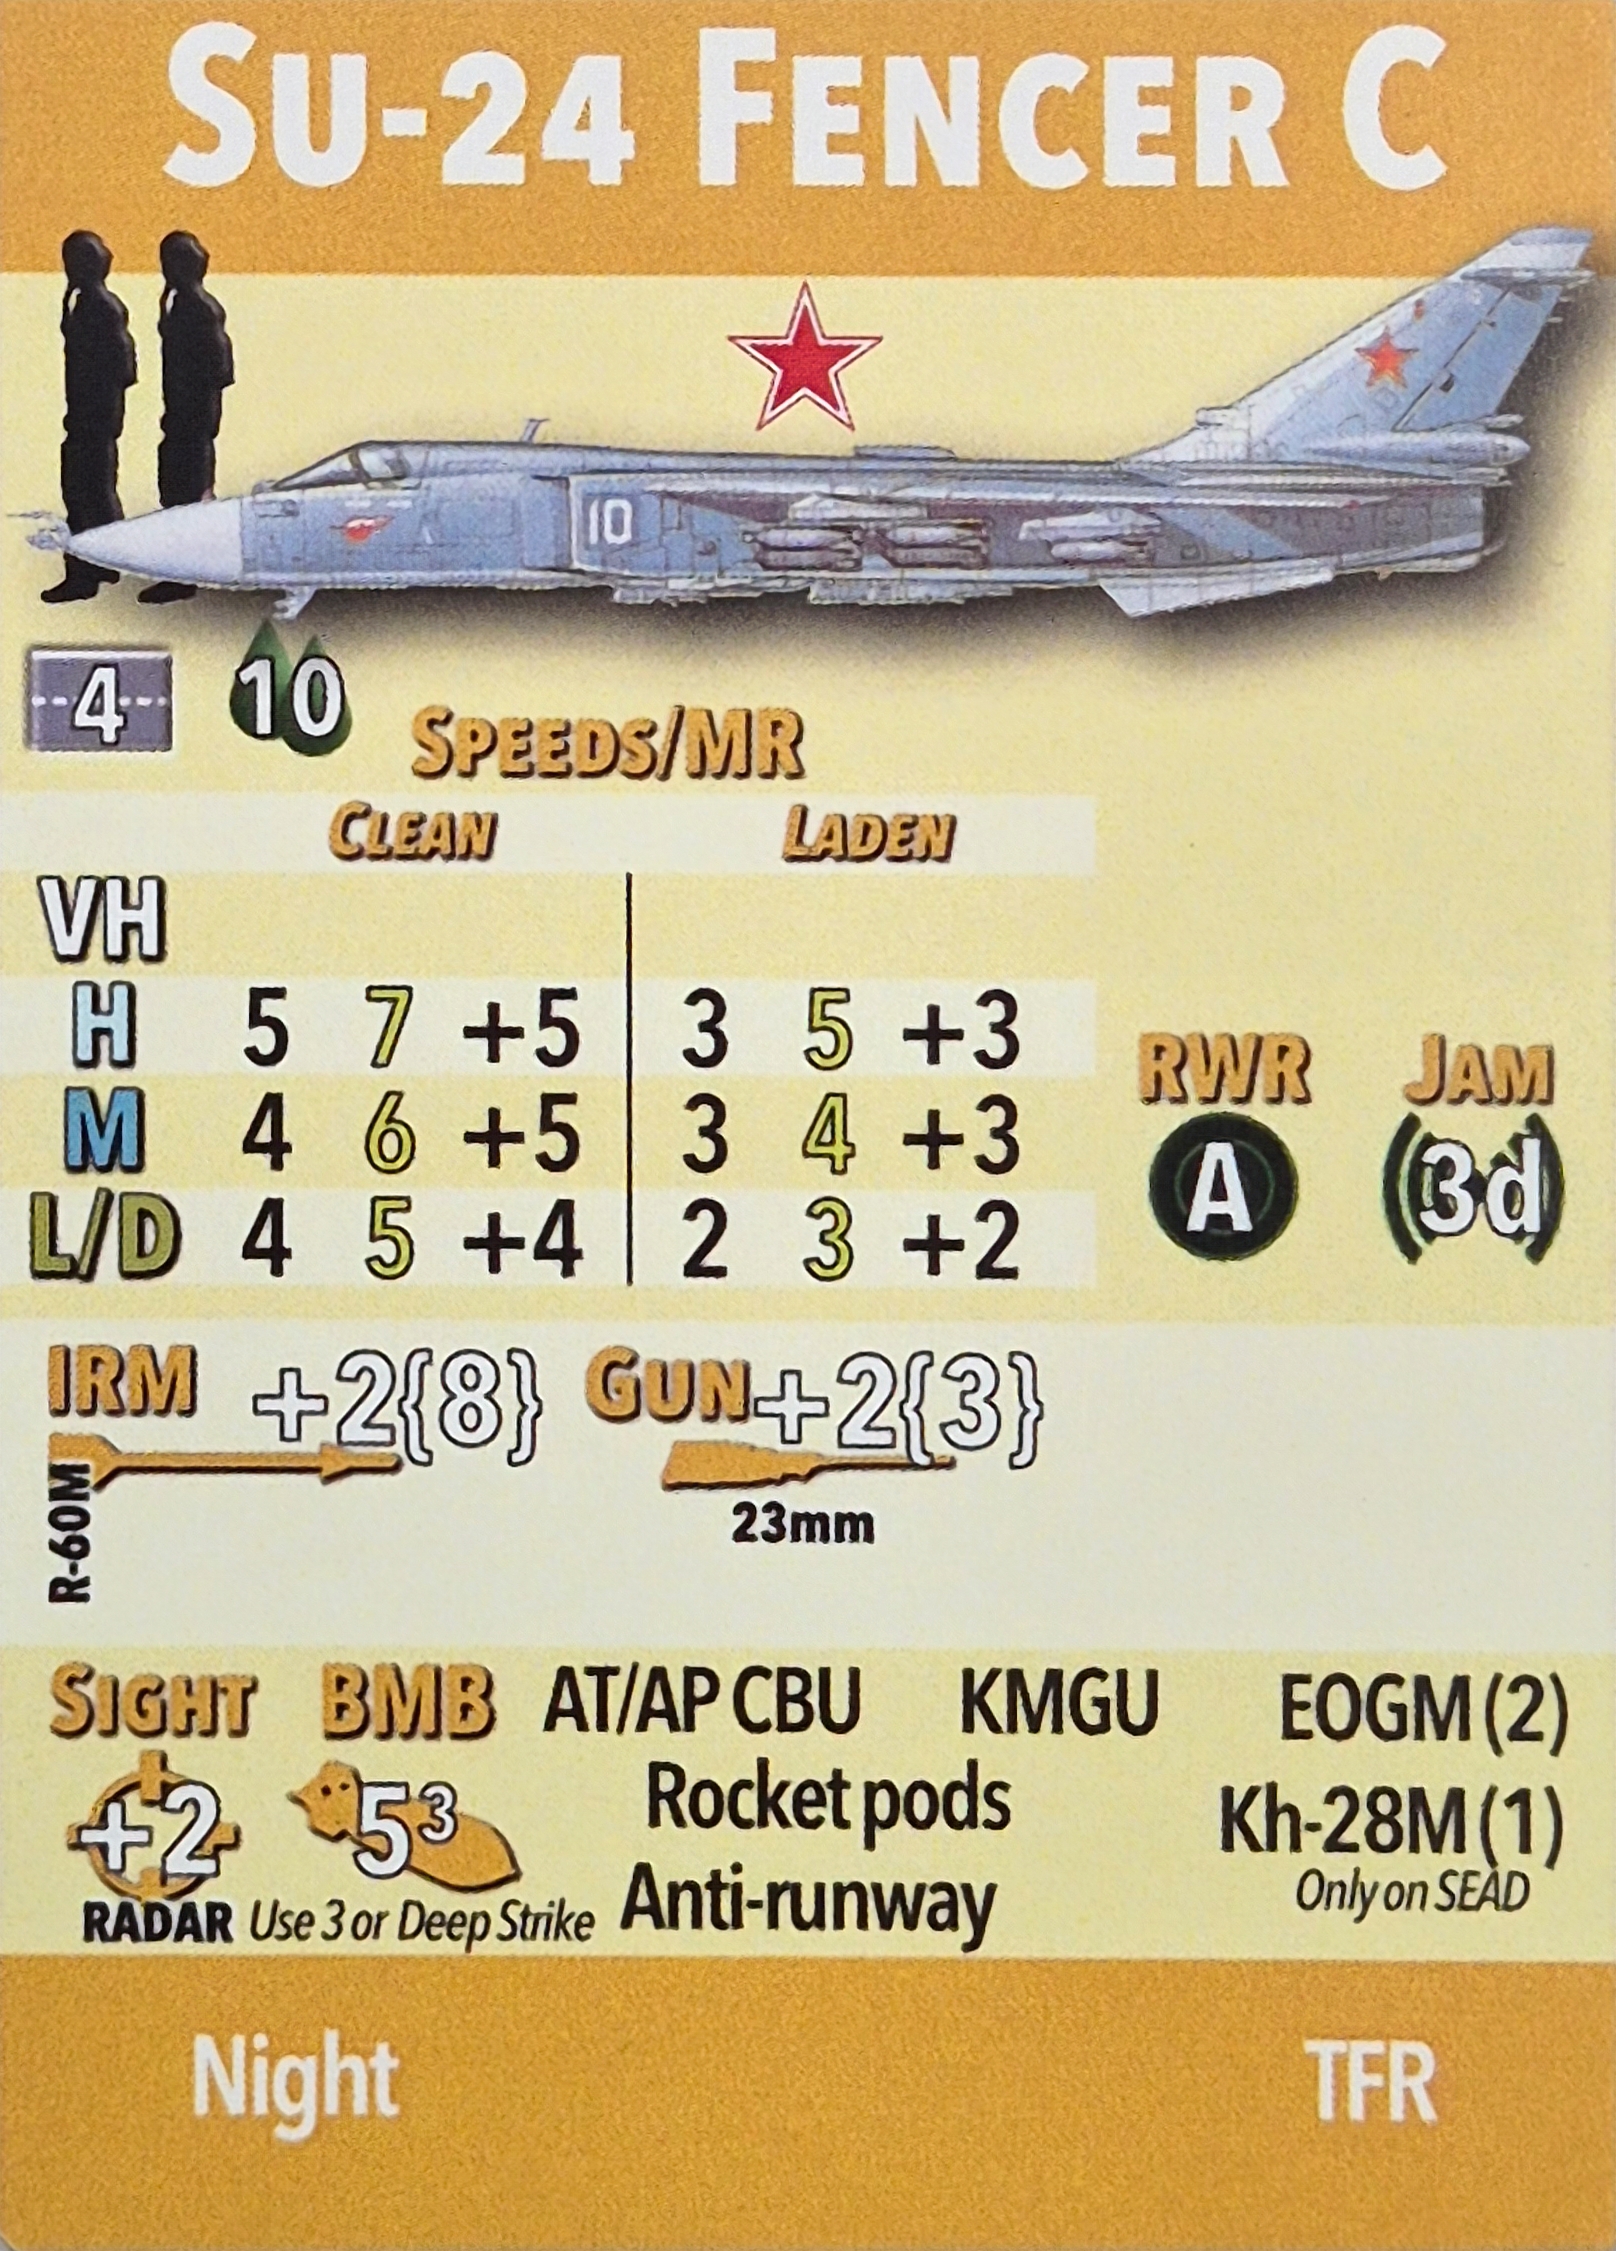 SU-24 FENCER C
10
4 10
SPEEDS/MR
CLEAN LADEN
VH
H 5 7 +5 3 5 +3
M 4 6 +5 3 4 +3
L/D 4 5 +4 2 3 +2
RWR JAM
A (3d)
IRM +2{8} GUN +2{3}
R-60M
23mm
SIGHT BMB AT/AP CBU KMGU EOGM (2)
+2 5³ Rocket pods Kh-28M (1)
RADAR Use 3 or Deep Strike Anti-runway Only on SEAD
Night TFR